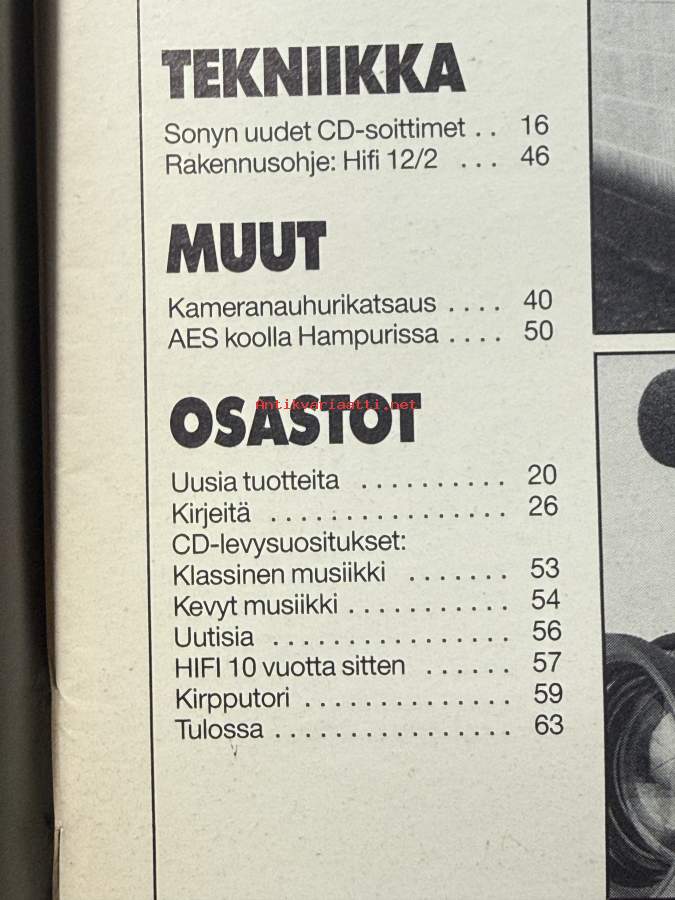 TEKNIIKKA
Sonyn uudet CD-soittimet . . 16
Rakennusohje: Hifi 12/2 . . . 46
MUUT
Kameranauhurikatsaus . . . . 40
AES koolla Hampurissa . . . . 50
OSASTOT
Antikvariaatti.net
Uusia tuotteita . . . . . . . . . . 20
Kirjeitä . . . . . . . . . . . . . . . . 26
CD-levysuositukset:
Klassinen musiikki . . . . . . . 53
Kevyt musiikki . . . . . . . . . . . 54
Uutisia . . . . . . . . . . . . . . . . 56
HIFI 10 vuotta sitten . . . . . . 57
Kirpputori . . . . . . . . . . . . . . 59
Tulossa . . . . . . . . . . . . . . . . 63